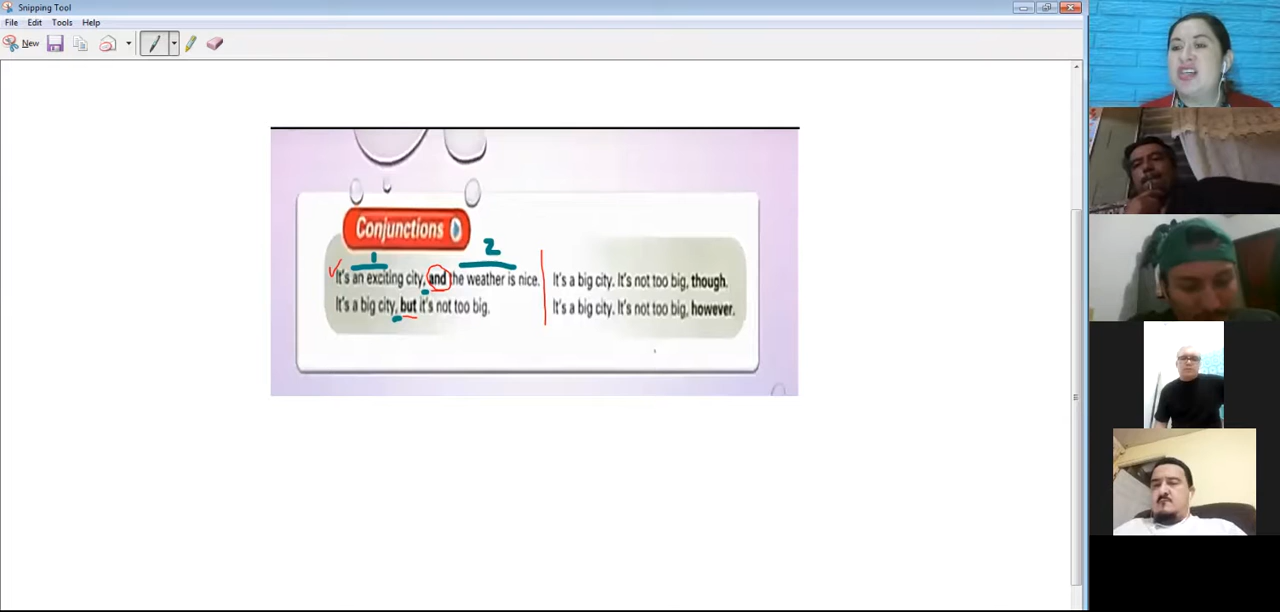 Snipping Tool
File Edit Tools Help
New
Conjunctions
1 2
It's an exciting city, and the weather is nice.
It's a big city, but it's not too big.
It's a big city. It's not too big, though.
It's a big city. It's not too big, however.